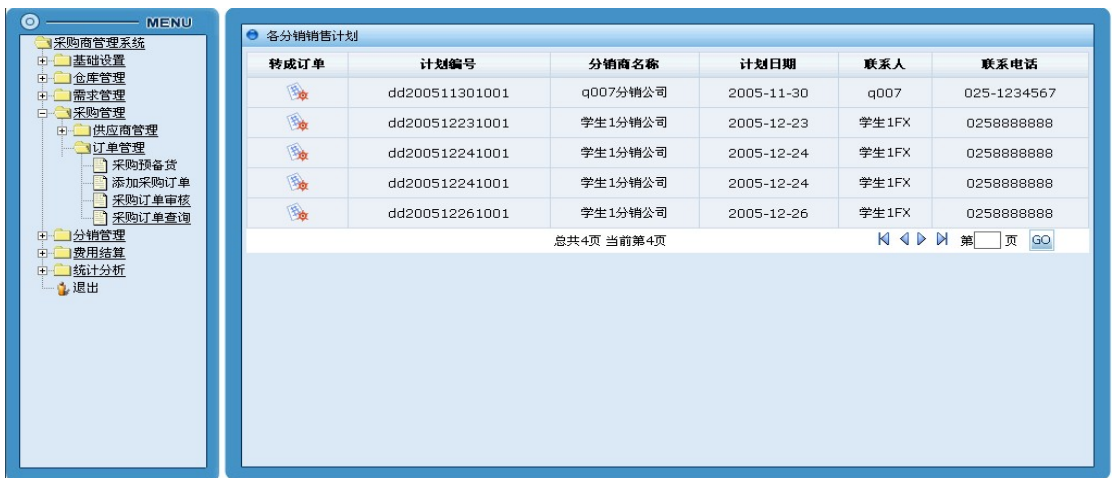 MENU
采购商管理系统
基础设置
仓库管理
需求管理
采购管理
供应商管理
订单管理
采购预备货
添加采购订单
采购订单审核
采购订单查询
分销管理
费用结算
统计分析
退出
各分销销售计划
转成订单 计划编号 分销商名称 计划日期 联系人 联系电话
dd200511301001 q007分销公司 2005-11-30 q007 025-1234567
dd200512231001 学生1分销公司 2005-12-23 学生1FX 0258888888
dd200512241001 学生1分销公司 2005-12-24 学生1FX 0258888888
dd200512241001 学生1分销公司 2005-12-24 学生1FX 0258888888
dd200512261001 学生1分销公司 2005-12-26 学生1FX 0258888888
总共4页 当前第4页 第 页 GO